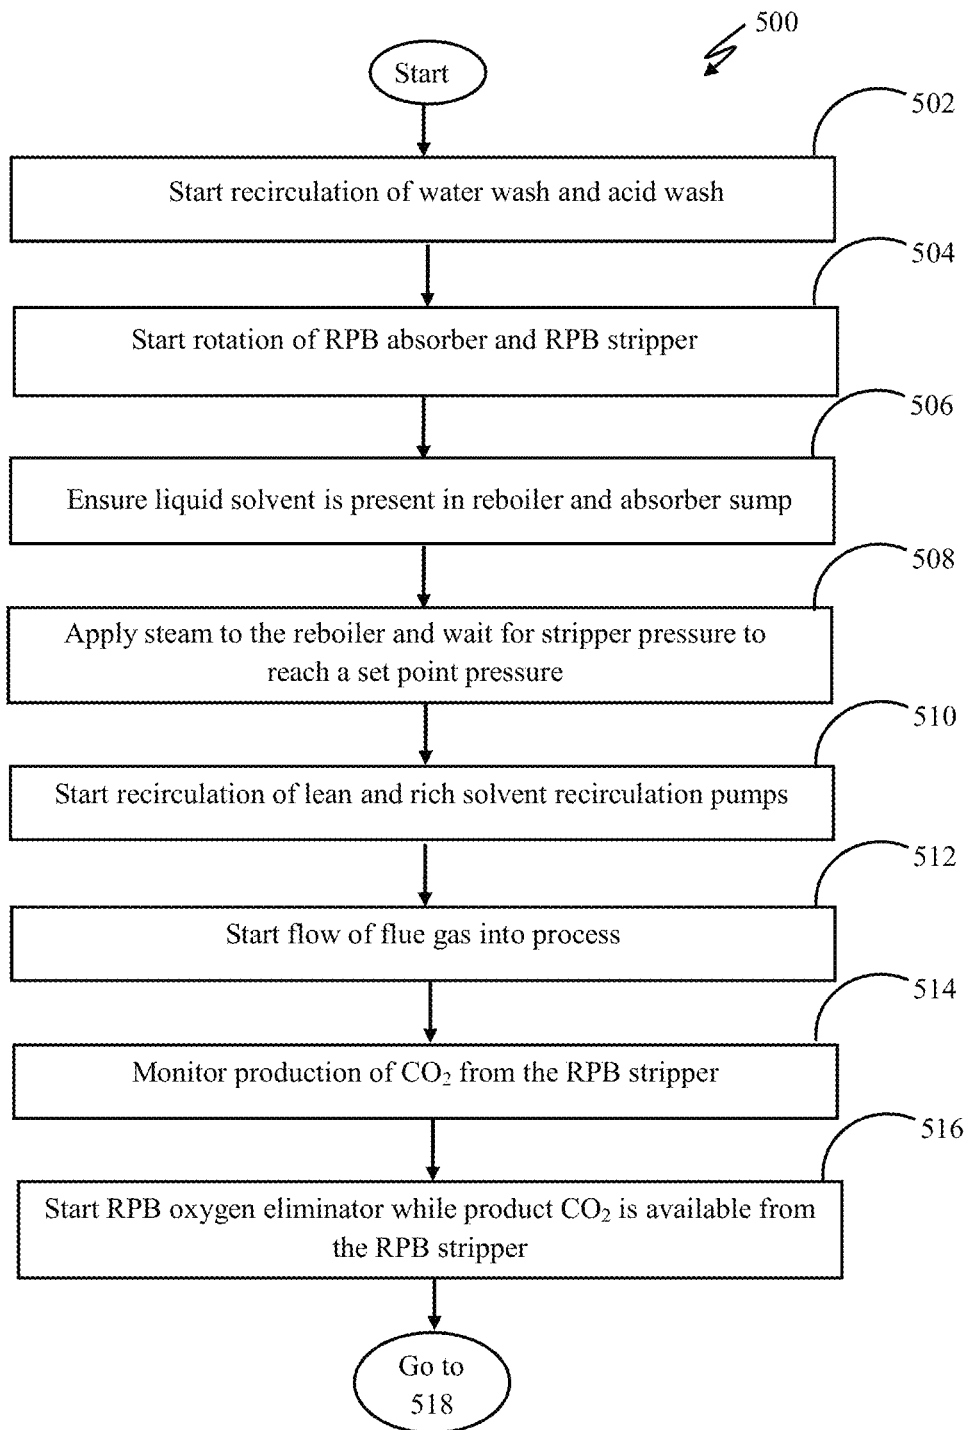 500
Start
502
Start recirculation of water wash and acid wash
504
Start rotation of RPB absorber and RPB stripper
506
Ensure liquid solvent is present in reboiler and absorber sump
508
Apply steam to the reboiler and wait for stripper pressure to
reach a set point pressure
510
Start recirculation of lean and rich solvent recirculation pumps
512
Start flow of flue gas into process
514
Monitor production of CO₂ from the RPB stripper
516
Start RPB oxygen eliminator while product CO₂ is available from
the RPB stripper
Go to
518